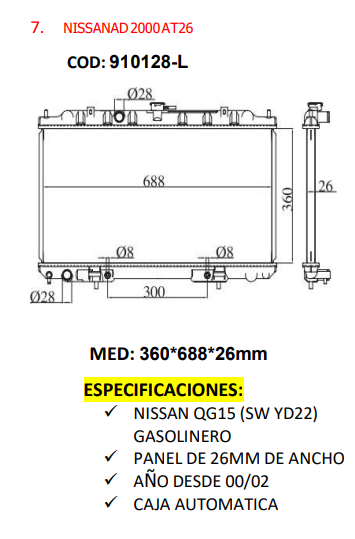 7. NISSANAD 2000 AT26
COD: 910128-L
Ø28
688
360
26
Ø8 Ø8
Ø28
300
MED: 360*688*26mm
ESPECIFICACIONES:
✓ NISSAN QG15 (SW YD22)
GASOLINERO
✓ PANEL DE 26MM DE ANCHO
✓ AÑO DESDE 00/02
✓ CAJA AUTOMATICA